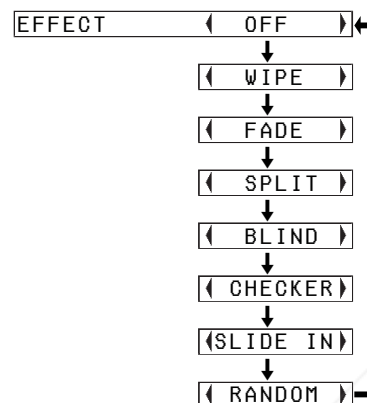 EFFECT OFF
WIPE
FADE
SPLIT
BLIND
CHECKER
SLIDE IN
RANDOM